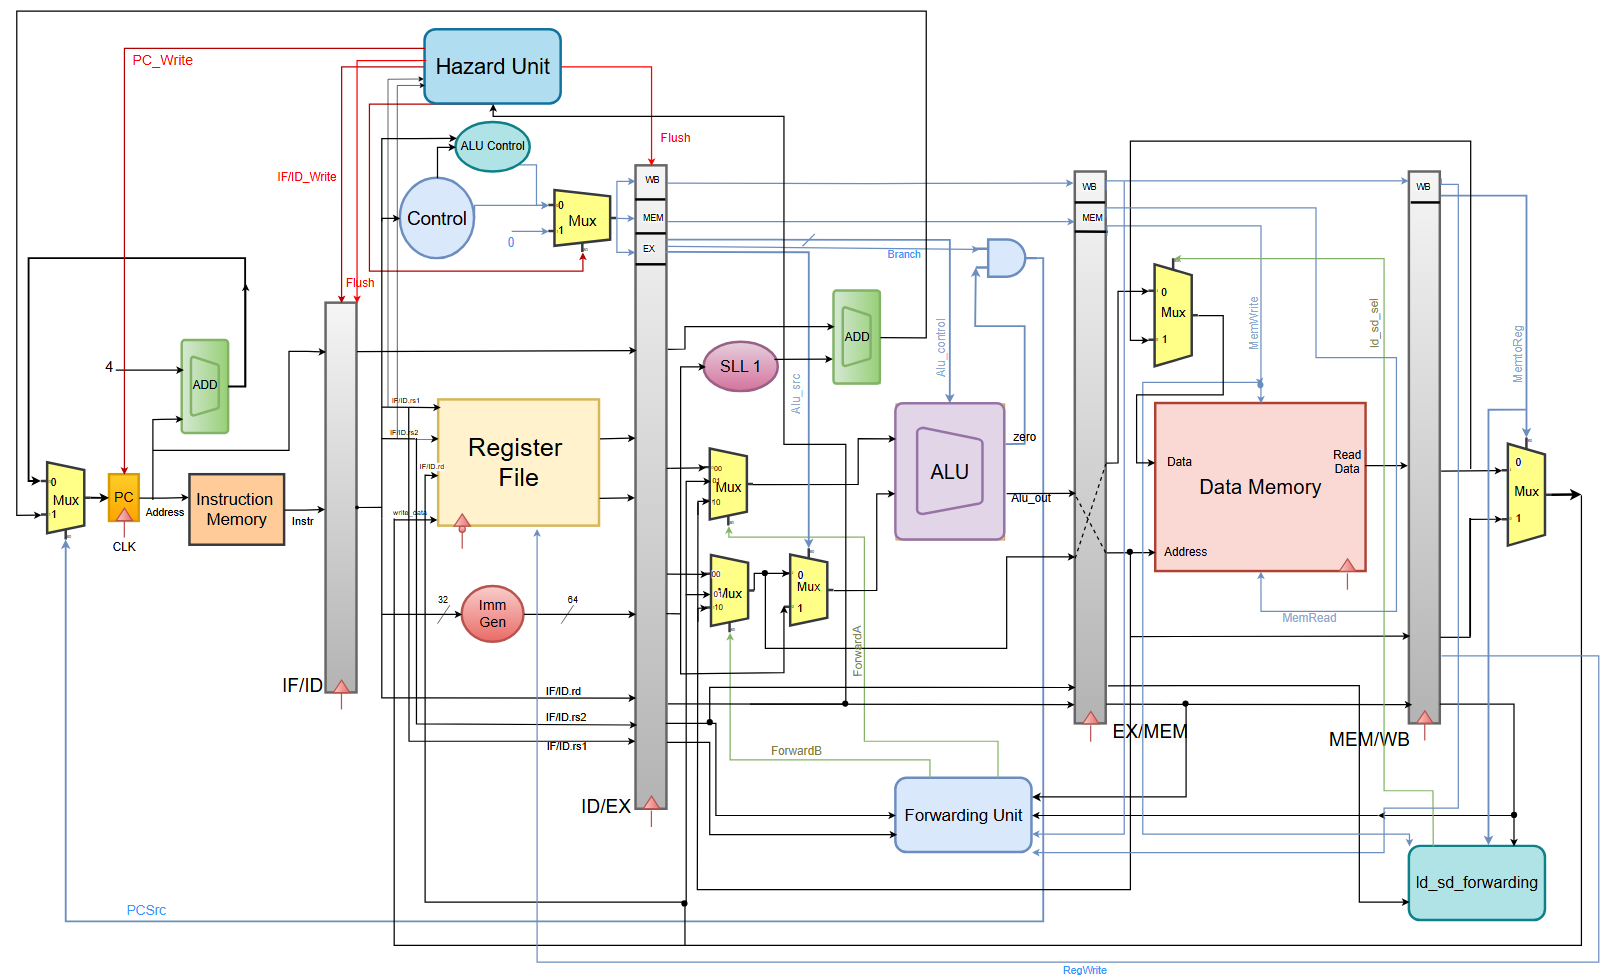 PC_Write
Hazard Unit
Flush
ALU Control
IF/ID_Write
Control
0
0
1
Mux
WB
MEM
EX
WB
MEM
WB
Branch
Flush
Alu_control
Alu_src
MemWrite
ld_sd_sel
MemtoReg
0
Mux
1
4
ADD
SLL 1
ADD
IF/ID.rs1
IF/ID.rs2
IF/ID.rd
write_data
Register
File
00
01
10
Mux
ALU
zero
Alu_out
Data
Read
Data
Data Memory
Address
0
Mux
1
0
Mux
1
PC
Address
CLK
Instruction
Memory
Instr
00
01
10
Mux
0
Mux
1
32
Imm
Gen
64
MemRead
ForwardA
IF/ID
IF/ID.rd
IF/ID.rs2
IF/ID.rs1
EX/MEM
MEM/WB
ForwardB
ID/EX
Forwarding Unit
ld_sd_forwarding
PCSrc
RegWrite